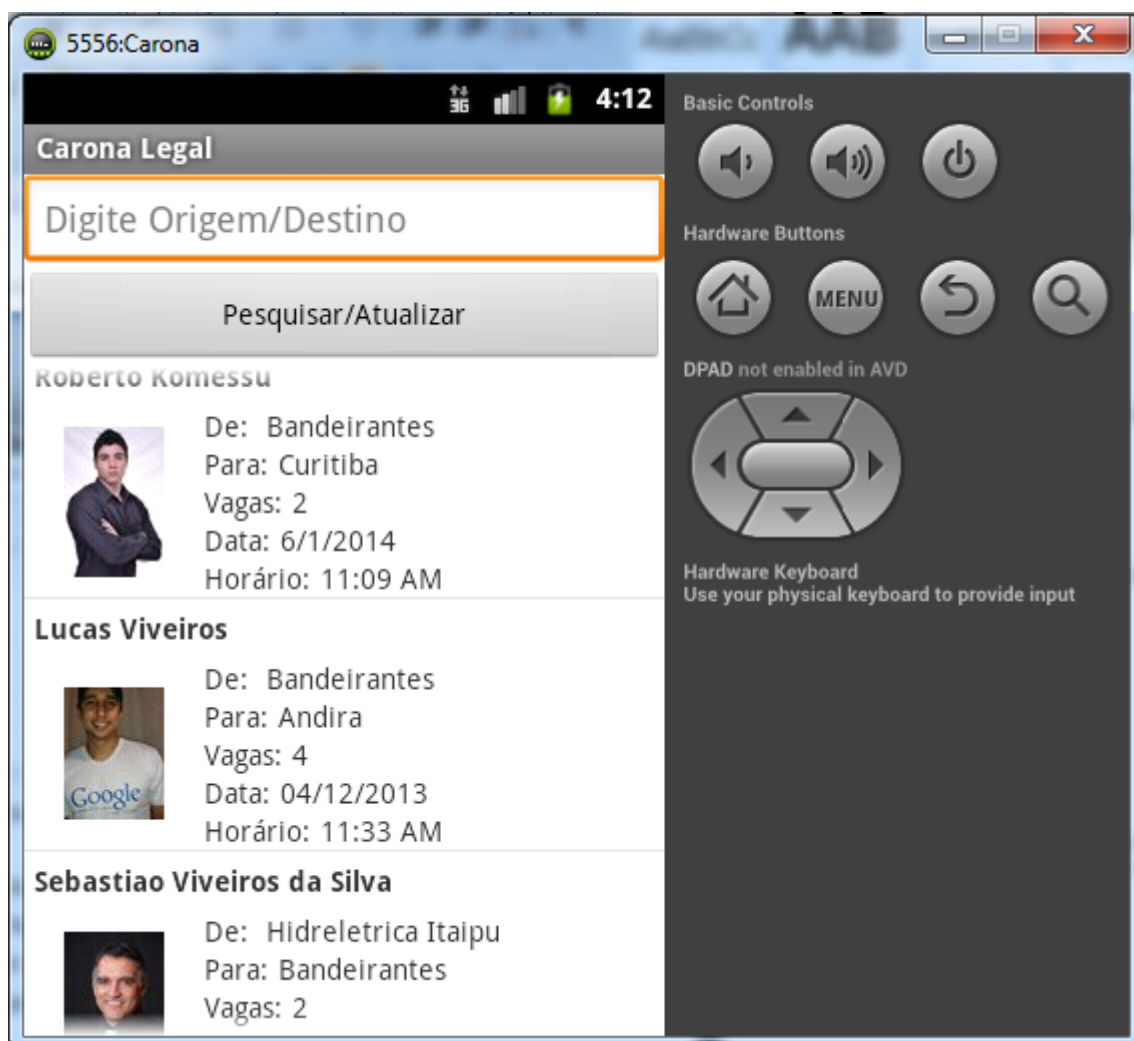 5556:Carona
3G 4:12
Carona Legal
Digite Origem/Destino
Pesquisar/Atualizar
Roberto Komessu
De: Bandeirantes
Para: Curitiba
Vagas: 2
Data: 6/1/2014
Horário: 11:09 AM
Lucas Viveiros
De: Bandeirantes
Para: Andira
Vagas: 4
Data: 04/12/2013
Horário: 11:33 AM
Google
Sebastiao Viveiros da Silva
De: Hidreletrica Itaipu
Para: Bandeirantes
Vagas: 2
Basic Controls
Hardware Buttons
MENU
DPAD not enabled in AVD
Hardware Keyboard
Use your physical keyboard to provide input